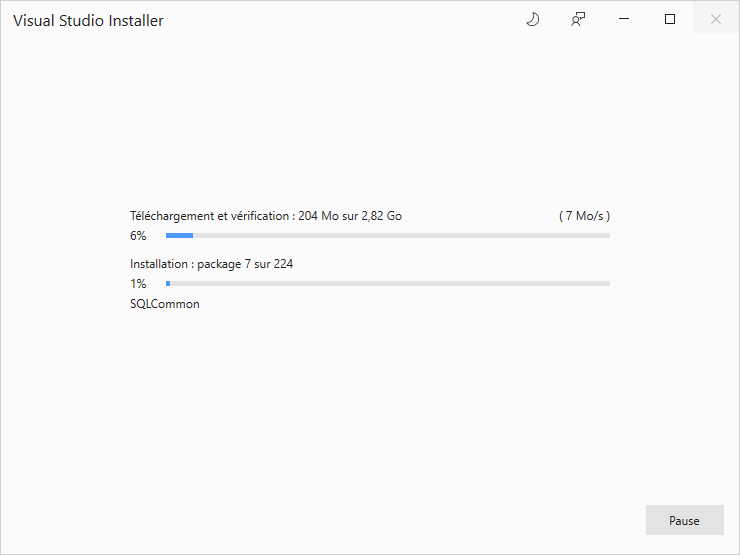 Visual Studio Installer
Téléchargement et vérification : 204 Mo sur 2,82 Go ( 7 Mo/s )
6%
Installation : package 7 sur 224
1%
SQLCommon
Pause